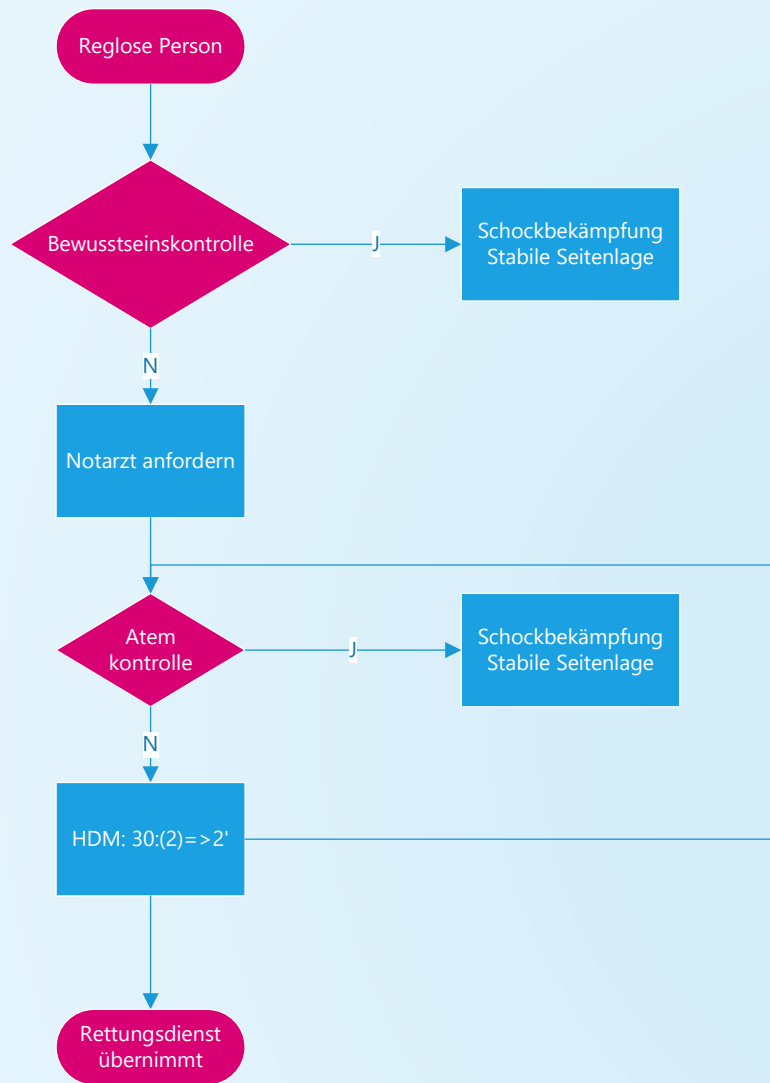 Reglose Person
Bewusstseinskontrolle
J
Schockbekämpfung
Stabile Seitenlage
N
Notarzt anfordern
Atem
kontrolle
J
Schockbekämpfung
Stabile Seitenlage
N
HDM: 30:(2)=>2'
Rettungsdienst
übernimmt